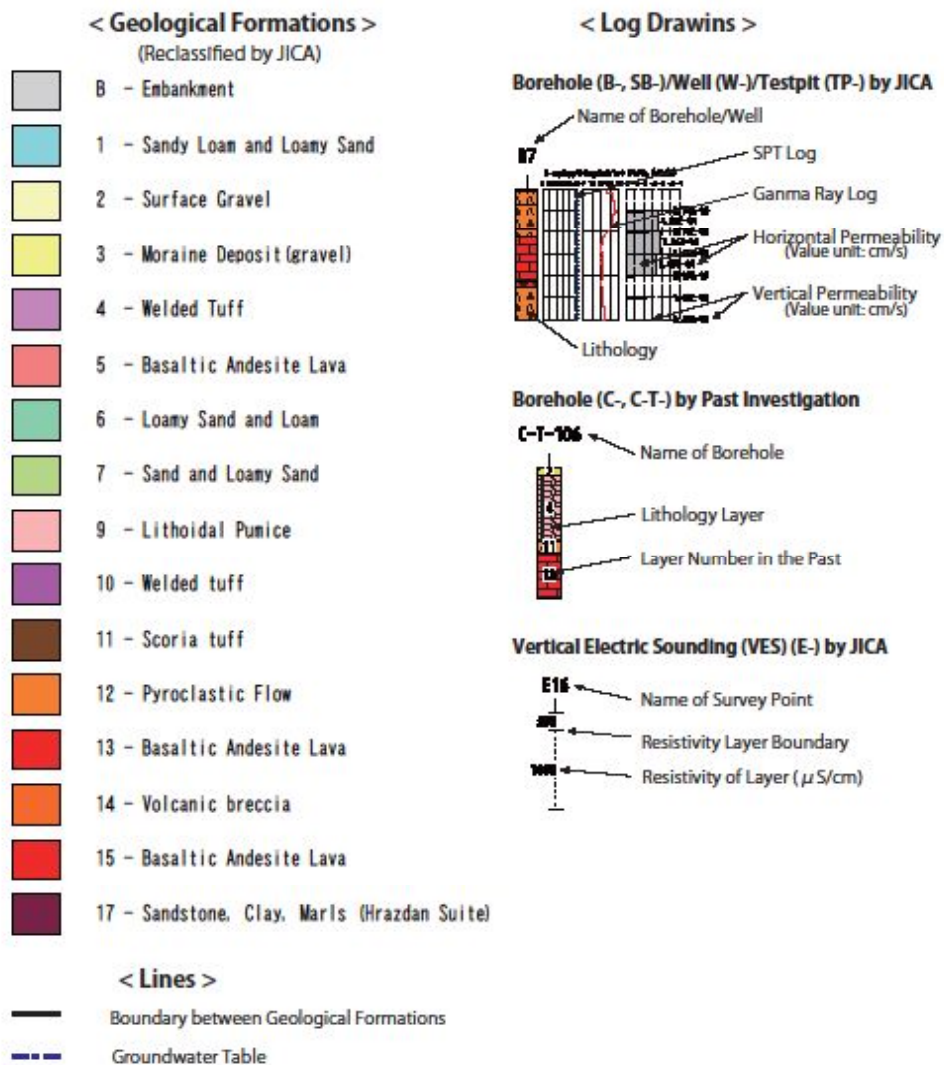 < Geological Formations >
(Reclassified by JICA)
B - Embankment
1 - Sandy Loam and Loamy Sand
2 - Surface Gravel
3 - Moraine Deposit(gravel)
4 - Welded Tuff
5 - Basaltic Andesite Lava
6 - Loamy Sand and Loam
7 - Sand and Loamy Sand
9 - Lithoidal Pumice
10 - Welded tuff
11 - Scoria tuff
12 - Pyroclastic Flow
13 - Basaltic Andesite Lava
14 - Volcanic breccia
15 - Basaltic Andesite Lava
17 - Sandstone, Clay, Marls (Hrazdan Suite)
< Lines >
Boundary between Geological Formations
Groundwater Table
< Log Drawins >
Borehole (B-, SB-)/Well (W-)/Testpit (TP-) by JICA
Name of Borehole/Well
B7
SPT Log
Ganma Ray Log
Horizontal Permeability
(Value unit: cm/s)
Vertical Permeability
(Value unit: cm/s)
Lithology
Borehole (C-, C-T-) by Past Investigation
C-T-106
Name of Borehole
4
Lithology Layer
11
Layer Number in the Past
Vertical Electric Sounding (VES) (E-) by JICA
E16
Name of Survey Point
Resistivity Layer Boundary
Resistivity of Layer (μS/cm)